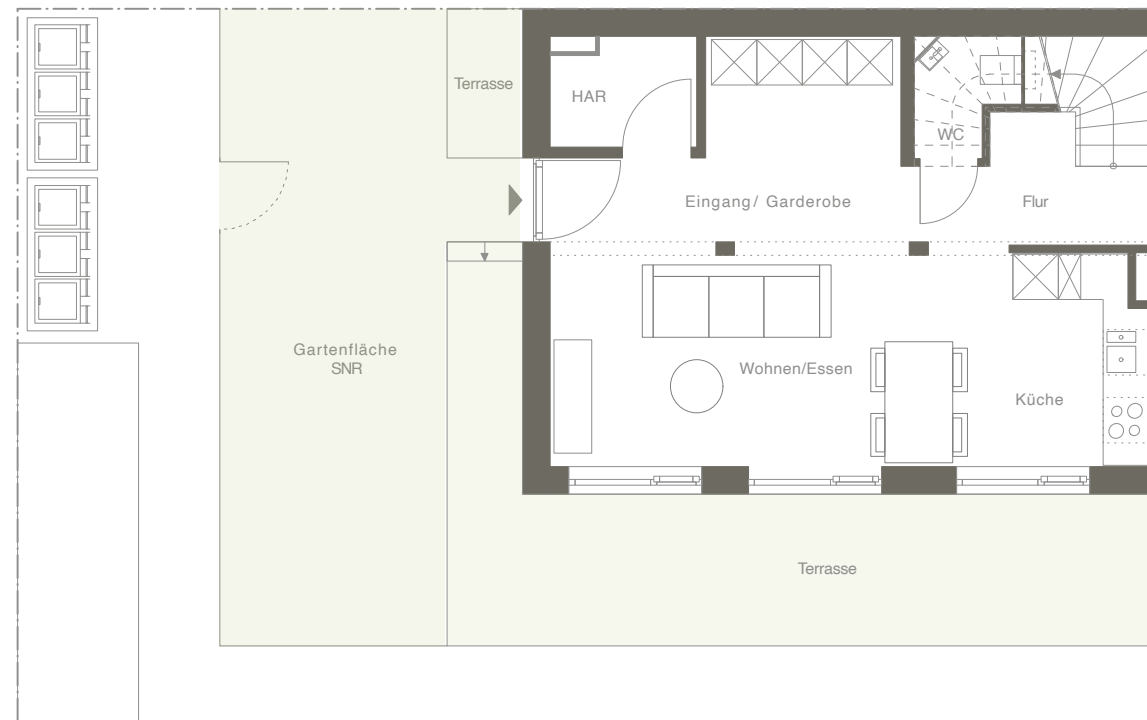 Terrasse
HAR
WC
Eingang/ Garderobe
Flur
Gartenfläche
SNR
Wohnen/Essen
Küche
Terrasse